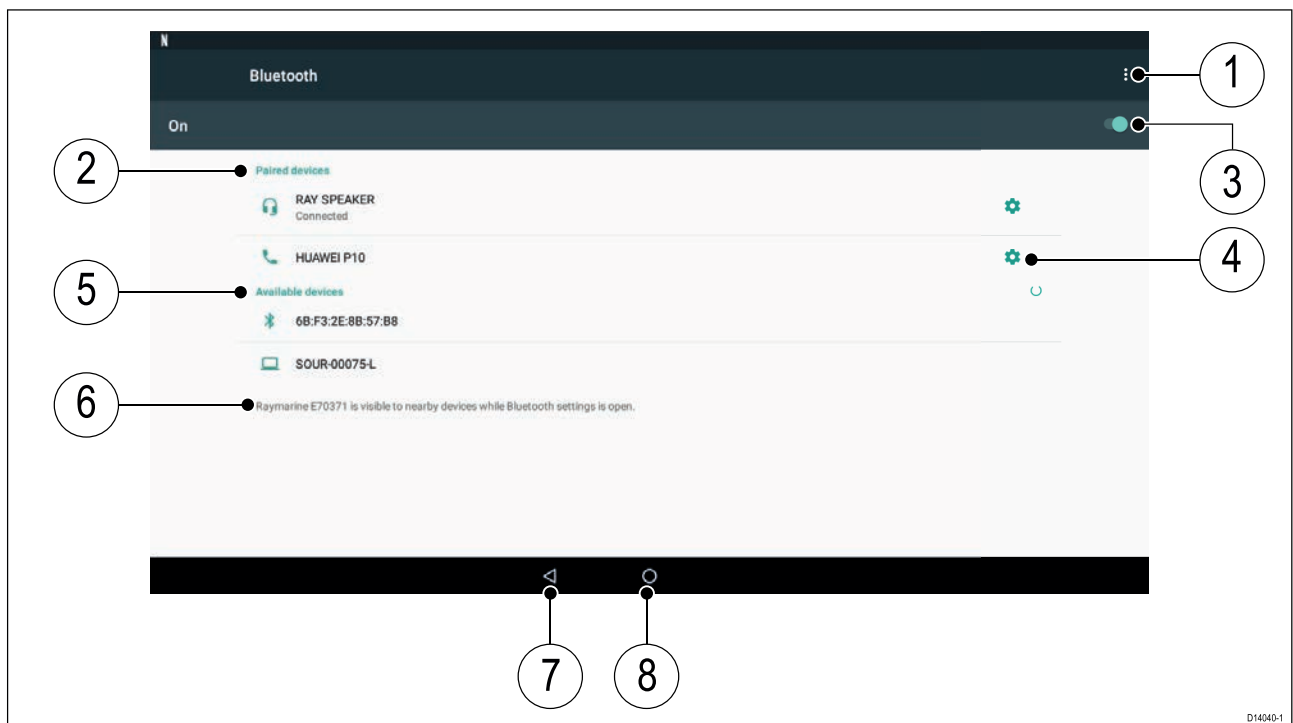 N
Bluetooth
1
On
2
Paired devices
3
RAY SPEAKER
Connected
HUAWEI P10
4
5
Available devices
6B:F3:2E:8B:57:B8
SOUR-00075-L
6
Raymarine E70371 is visible to nearby devices while Bluetooth settings is open.
7
8
D14040-1